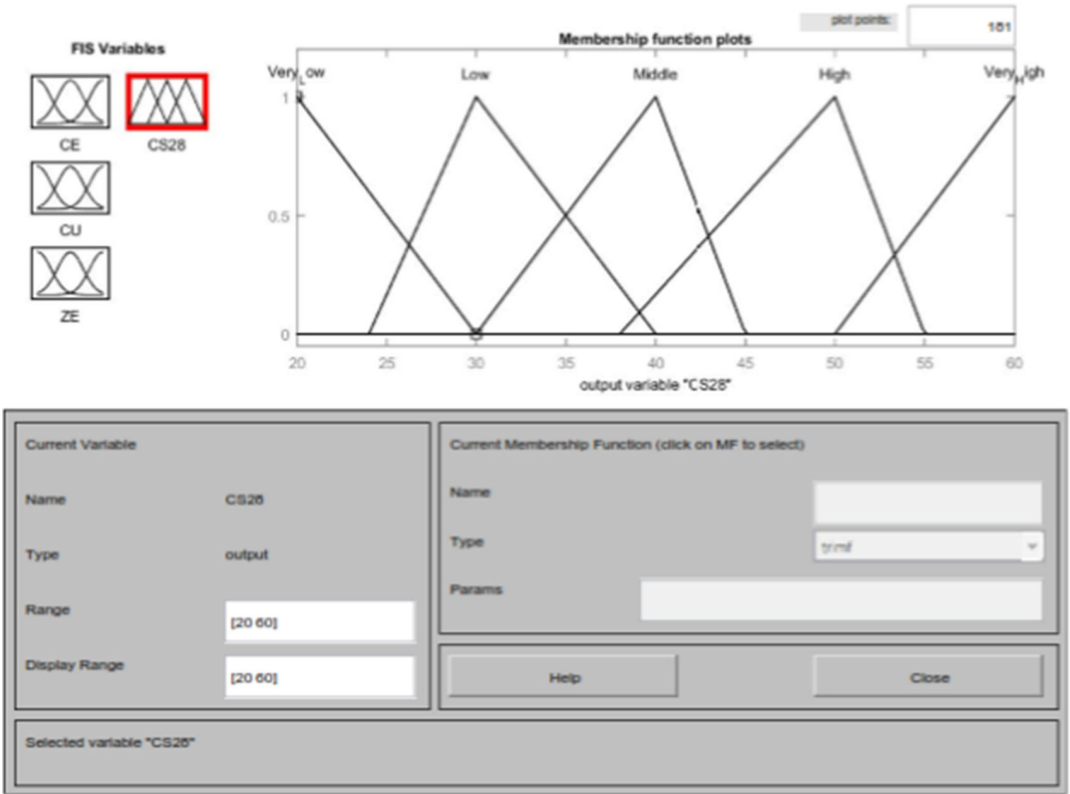 plot points:
181
FIS Variables
Membership function plots
Very_Low
Low
Middle
High
Very_High
CE
CS28
CU
ZE
1
0.5
0
20 25 30 35 40 45 50 55 60
output variable "CS28"
Current Variable
Name CS28
Type output
Range [20 60]
Display Range [20 60]
Current Membership Function (click on MF to select)
Name
Type trimf
Params
Help Close
Selected variable "CS28"